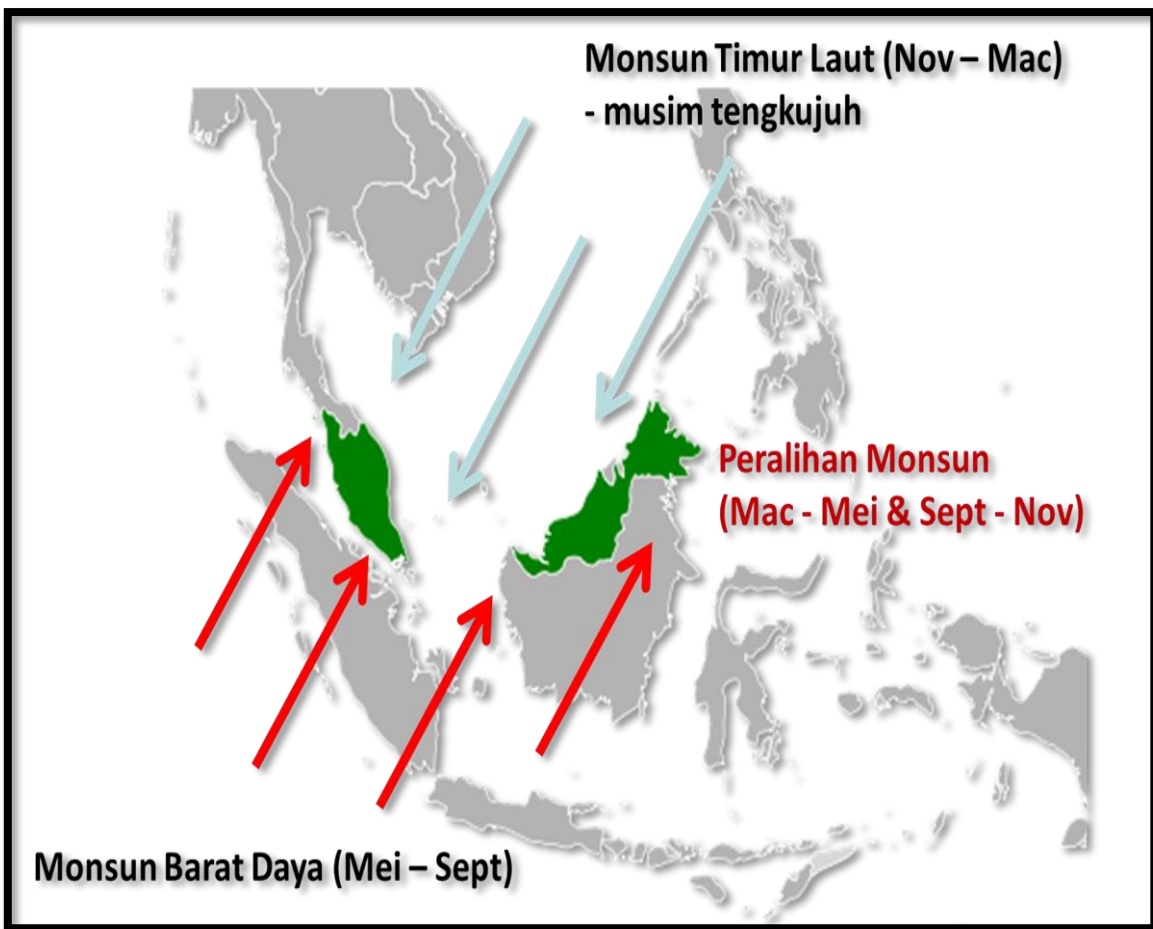 Monsun Timur Laut (Nov – Mac)
- musim tengkujuh
Peralihan Monsun
(Mac - Mei & Sept - Nov)
Monsun Barat Daya (Mei – Sept)